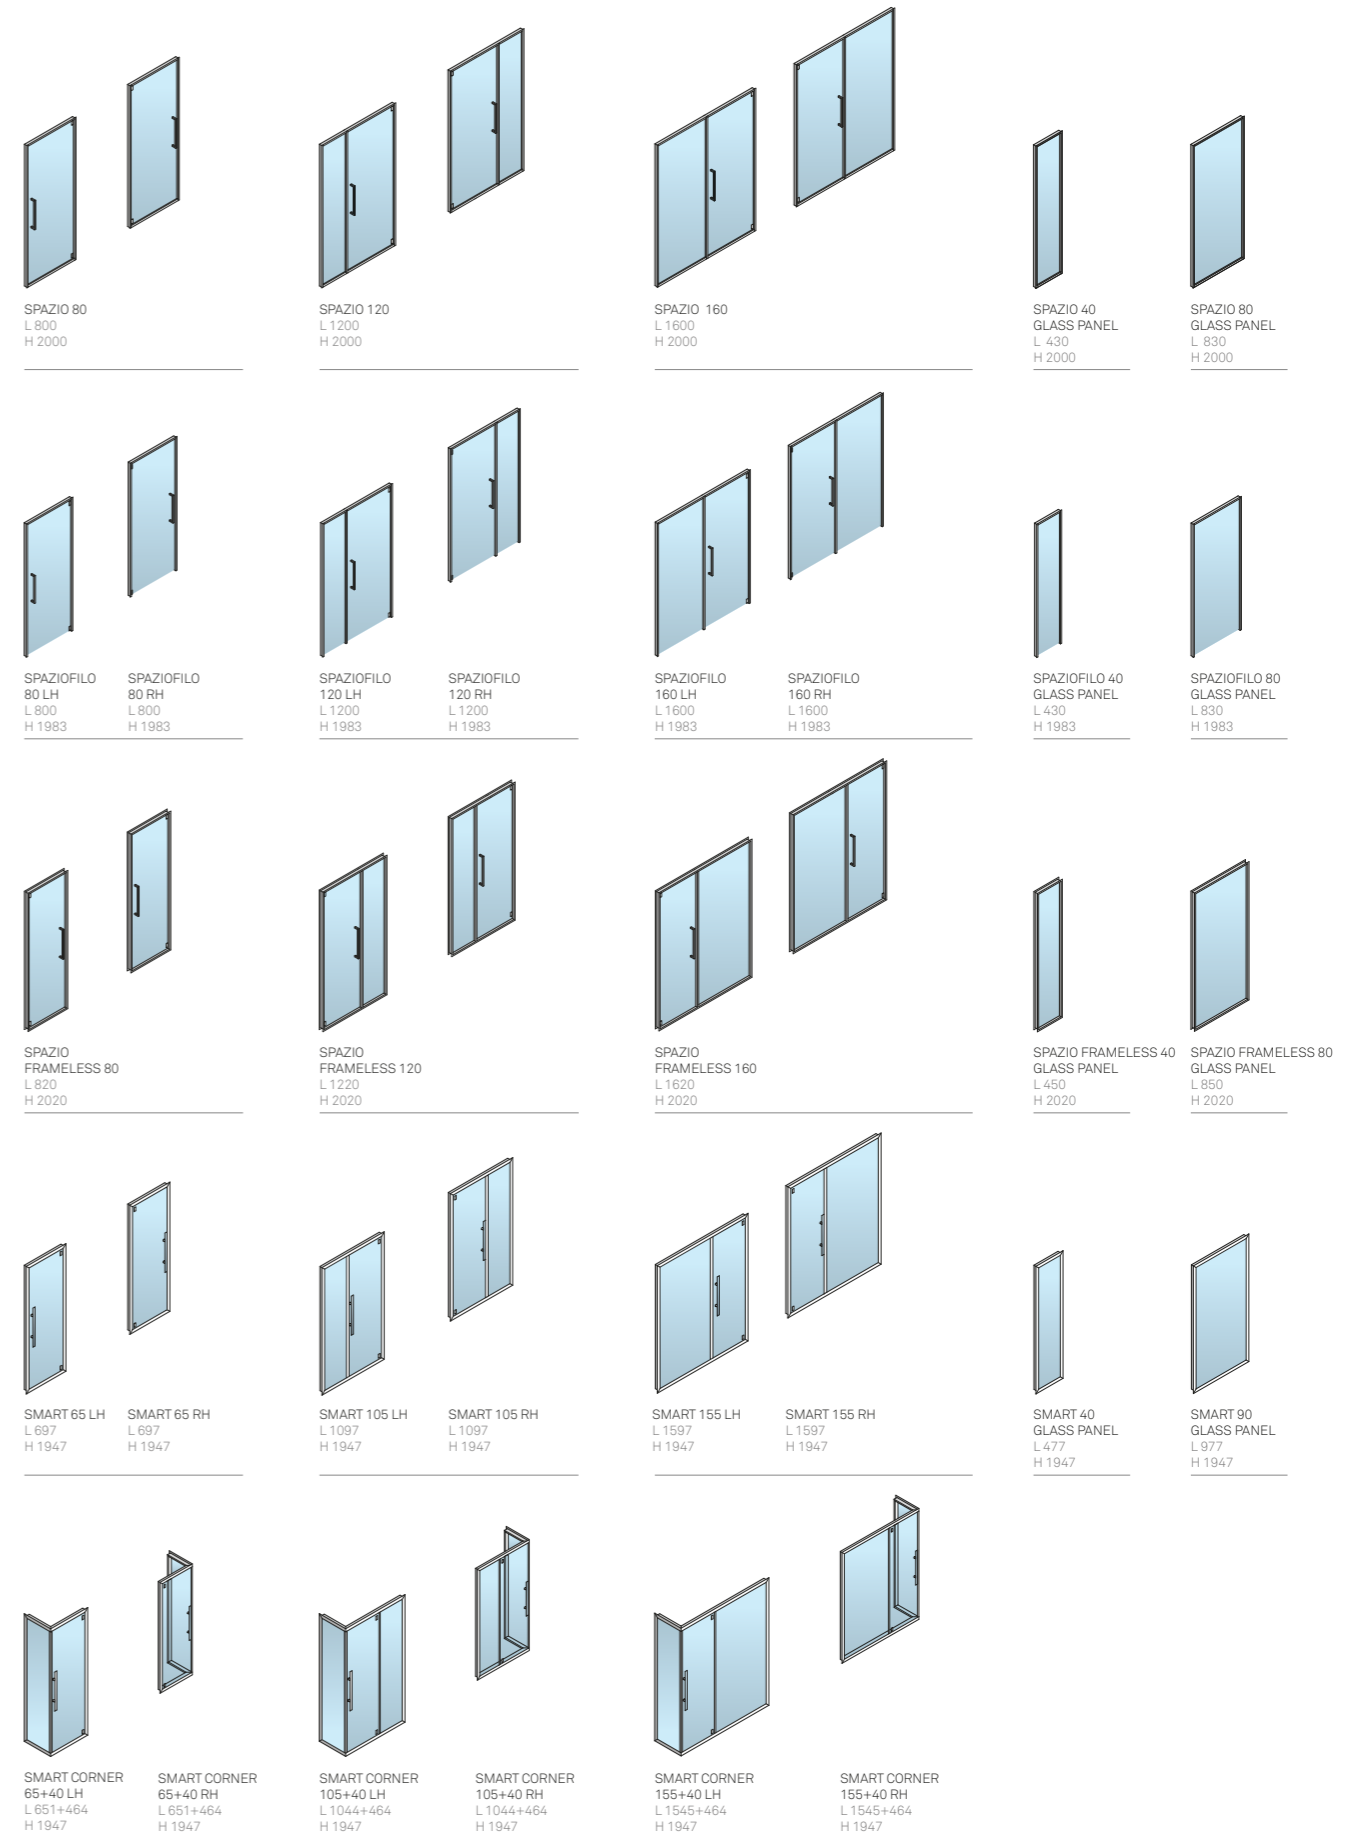 SPAZIO 80
L 800
H 2000
SPAZIO 120
L 1200
H 2000
SPAZIO 160
L 1600
H 2000
SPAZIO 40
GLASS PANEL
L 430
H 2000
SPAZIO 80
GLASS PANEL
L 830
H 2000
SPAZIOFILO
80 LH
L 800
H 1983
SPAZIOFILO
80 RH
L 800
H 1983
SPAZIOFILO
120 LH
L 1200
H 1983
SPAZIOFILO
120 RH
L 1200
H 1983
SPAZIOFILO
160 LH
L 1600
H 1983
SPAZIOFILO
160 RH
L 1600
H 1983
SPAZIOFILO 40
GLASS PANEL
L 430
H 1983
SPAZIOFILO 80
GLASS PANEL
L 830
H 1983
SPAZIO
FRAMELESS 80
L 820
H 2020
SPAZIO
FRAMELESS 120
L 1220
H 2020
SPAZIO
FRAMELESS 160
L 1620
H 2020
SPAZIO FRAMELESS 40
GLASS PANEL
L 450
H 2020
SPAZIO FRAMELESS 80
GLASS PANEL
L 850
H 2020
SMART 65 LH
L 697
H 1947
SMART 65 RH
L 697
H 1947
SMART 105 LH
L 1097
H 1947
SMART 105 RH
L 1097
H 1947
SMART 155 LH
L 1597
H 1947
SMART 155 RH
L 1597
H 1947
SMART 40
GLASS PANEL
L 477
H 1947
SMART 90
GLASS PANEL
L 977
H 1947
SMART CORNER
65+40 LH
L 651+464
H 1947
SMART CORNER
65+40 RH
L 651+464
H 1947
SMART CORNER
105+40 LH
L 1044+464
H 1947
SMART CORNER
105+40 RH
L 1044+464
H 1947
SMART CORNER
155+40 LH
L 1545+464
H 1947
SMART CORNER
155+40 RH
L 1545+464
H 1947